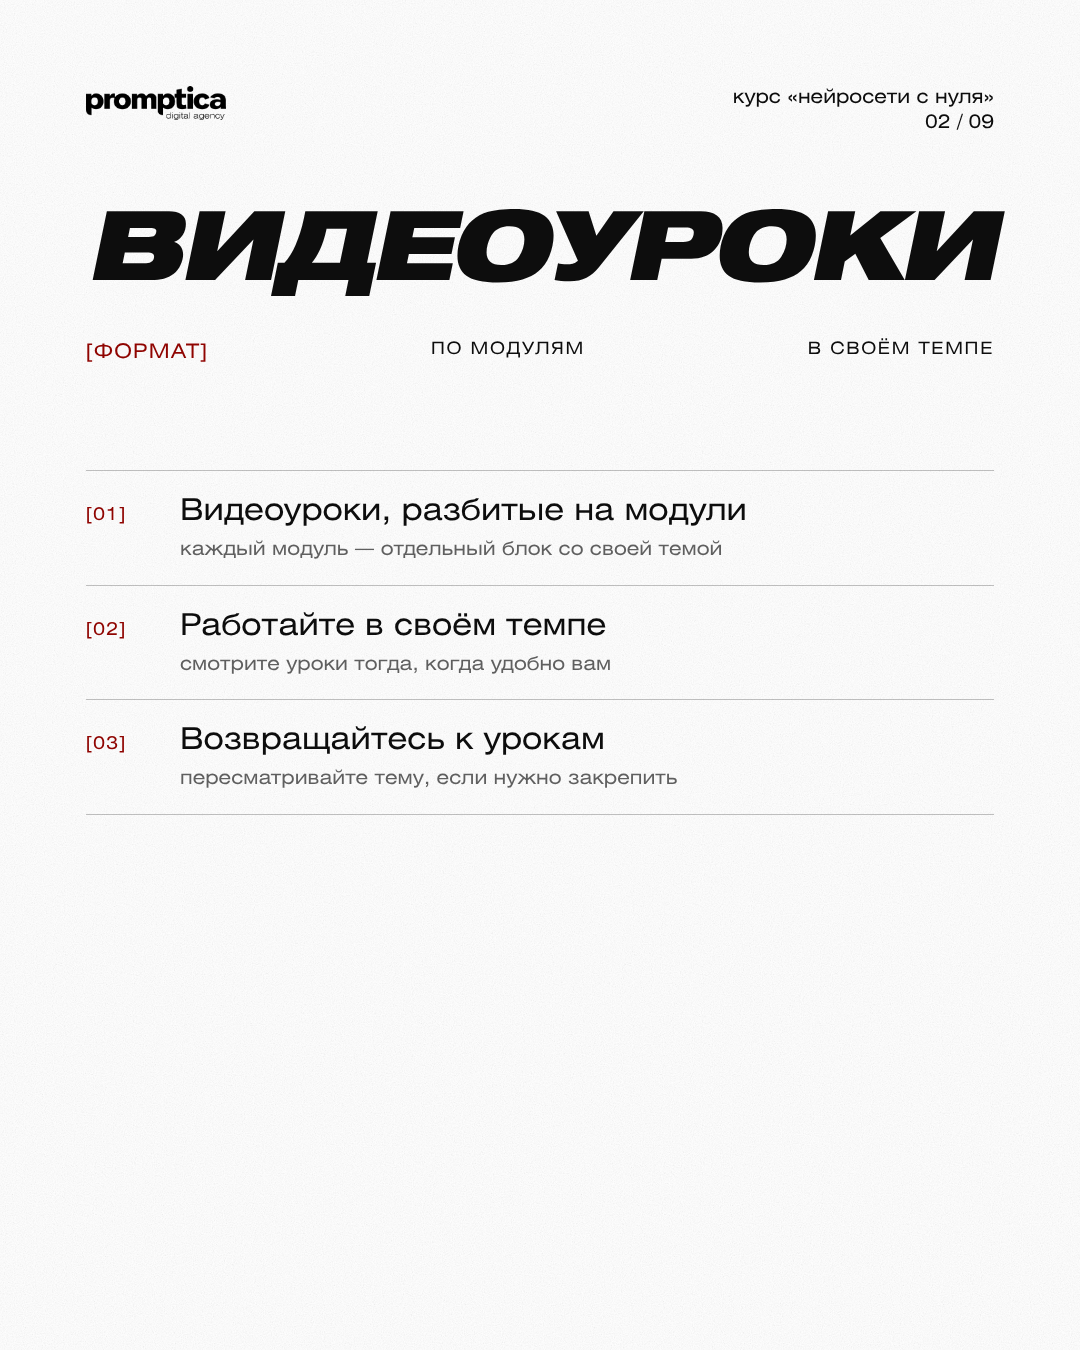 promptica
digital agency
курс «нейросети с нуля»
02 / 09
ВИДЕОУРОКИ
[ФОРМАТ]
ПО МОДУЛЯМ
В СВОЁМ ТЕМПЕ
[01]
Видеоуроки, разбитые на модули
каждый модуль — отдельный блок со своей темой
[02]
Работайте в своём темпе
смотрите уроки тогда, когда удобно вам
[03]
Возвращайтесь к урокам
пересматривайте тему, если нужно закрепить